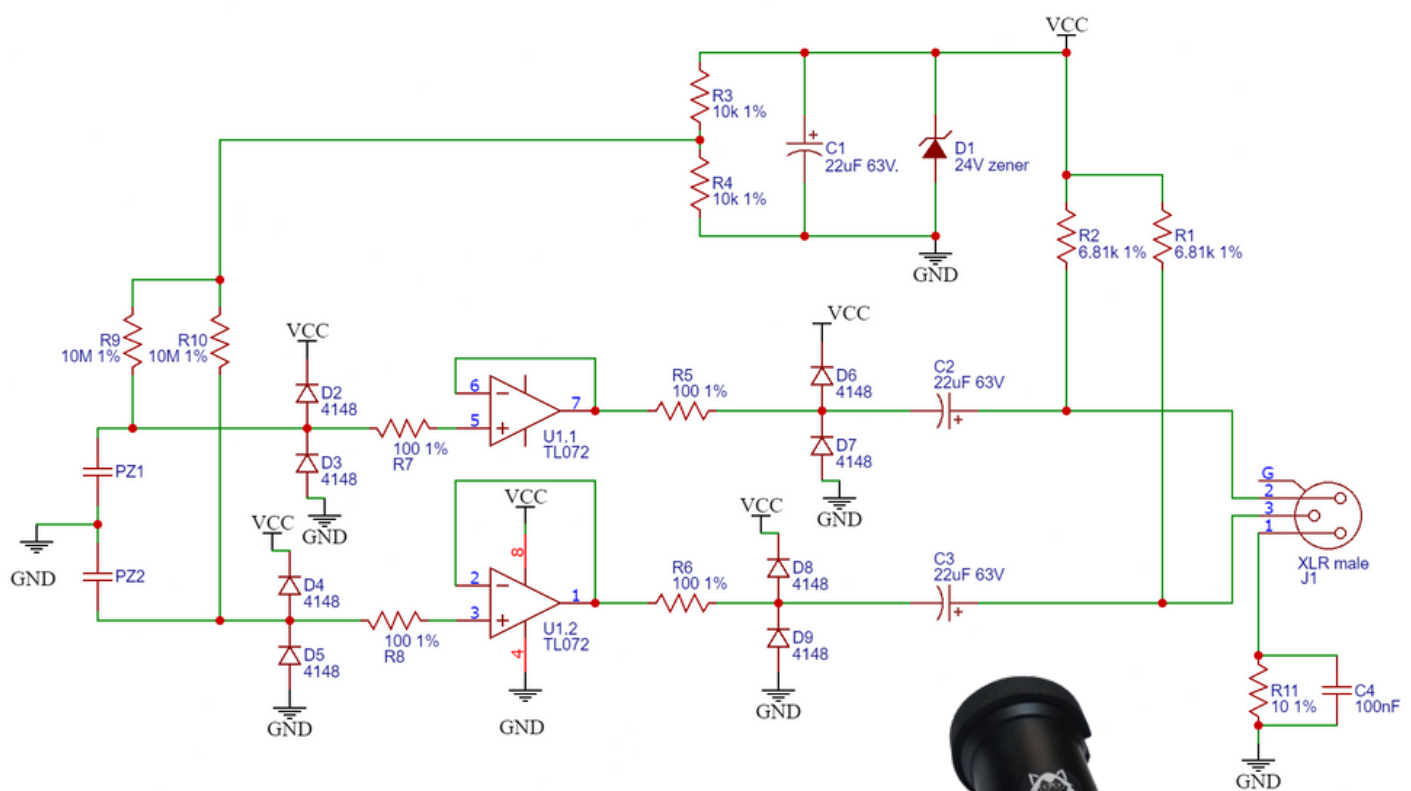 VCC
R3
10k 1%
R4
10k 1%
C1
22uF 63V.
D1
24V zener
GND
R2
6.81k 1%
R1
6.81k 1%
R9
10M 1%
R10
10M 1%
VCC
D2
4148
D3
4148
GND
100 1%
R7
6
5
7
U1.1
TL072
R5
100 1%
VCC
D6
4148
D7
4148
GND
C2
22uF 63V
PZ1
GND
PZ2
VCC
D4
4148
D5
4148
GND
100 1%
R8
VCC
8
2
3
1
4
U1.2
TL072
GND
R6
100 1%
VCC
D8
4148
D9
4148
GND
C3
22uF 63V
G
2
3
1
XLR male
J1
R11
10 1%
C4
100nF
GND